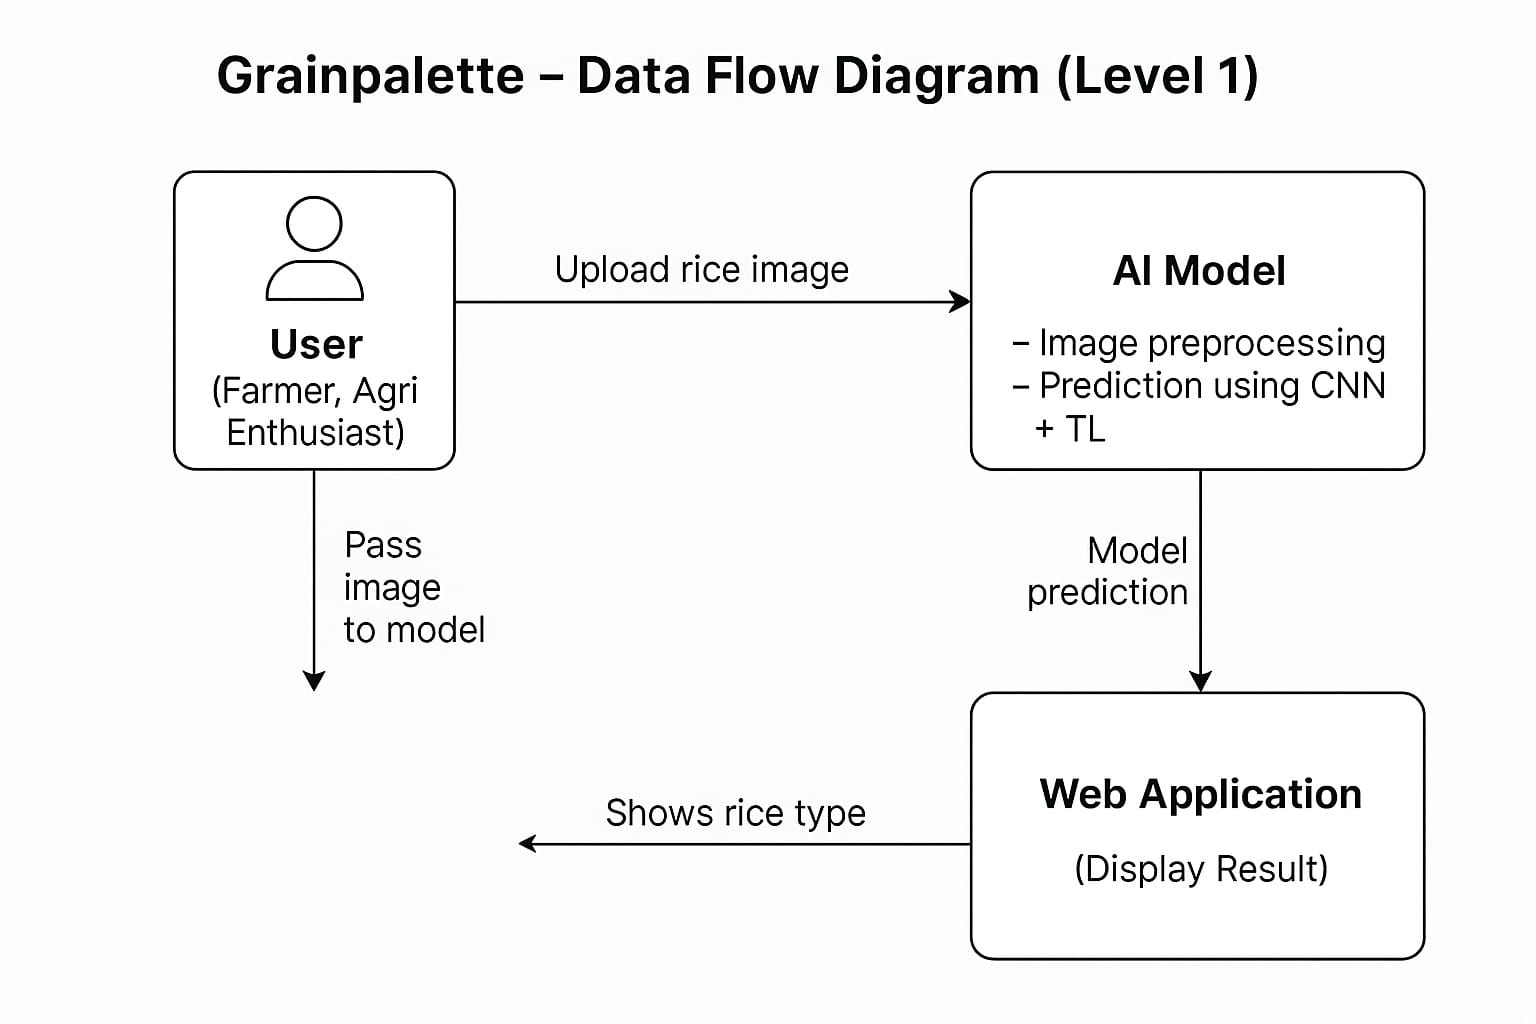 Grainpalette – Data Flow Diagram (Level 1)
User
(Farmer, Agri
Enthusiast)
Upload rice image
AI Model
– Image preprocessing
– Prediction using CNN
+ TL
Pass
image
to model
Model
prediction
Shows rice type
Web Application
(Display Result)